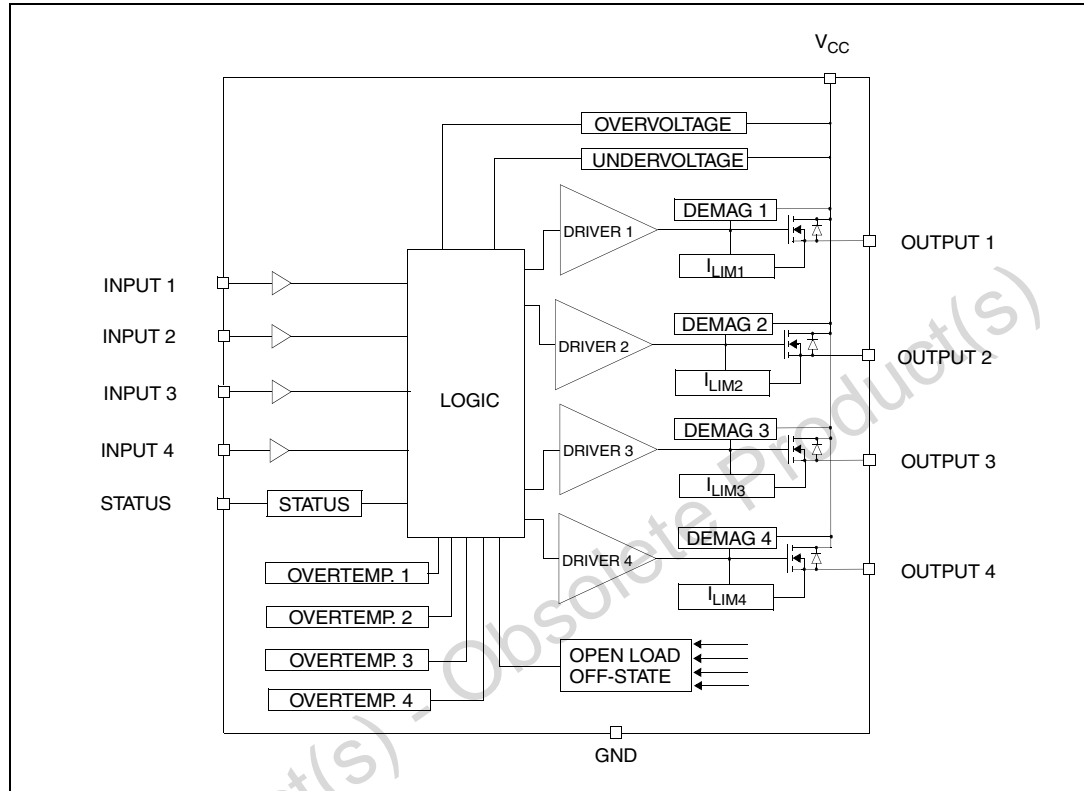 VCC
OVERVOLTAGE
UNDERVOLTAGE
DEMAG 1
DRIVER 1
ILIM1
OUTPUT 1
INPUT 1
INPUT 2
INPUT 3
INPUT 4
STATUS
STATUS
LOGIC
DEMAG 2
DRIVER 2
ILIM2
OUTPUT 2
DEMAG 3
DRIVER 3
ILIM3
OUTPUT 3
DEMAG 4
DRIVER 4
ILIM4
OUTPUT 4
OVERTEMP. 1
OVERTEMP. 2
OVERTEMP. 3
OVERTEMP. 4
OPEN LOAD
OFF-STATE
GND
ct(s) - Obsolete Product(s)